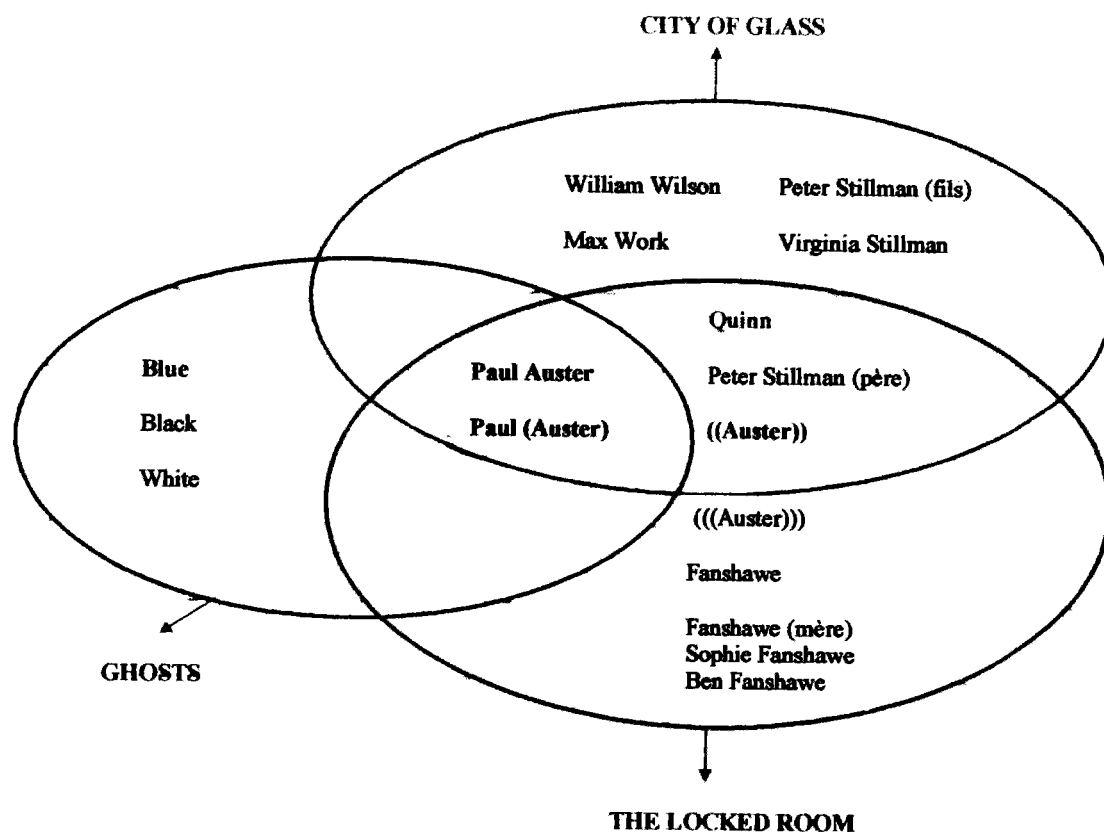 CITY OF GLASS
William Wilson Peter Stillman (fils)
Max Work Virginia Stillman
Quinn
Blue Paul Auster Peter Stillman (père)
Black Paul (Auster) ((Auster))
White
(((Auster)))
Fanshawe
Fanshawe (mère)
Sophie Fanshawe
Ben Fanshawe
GHOSTS
THE LOCKED ROOM